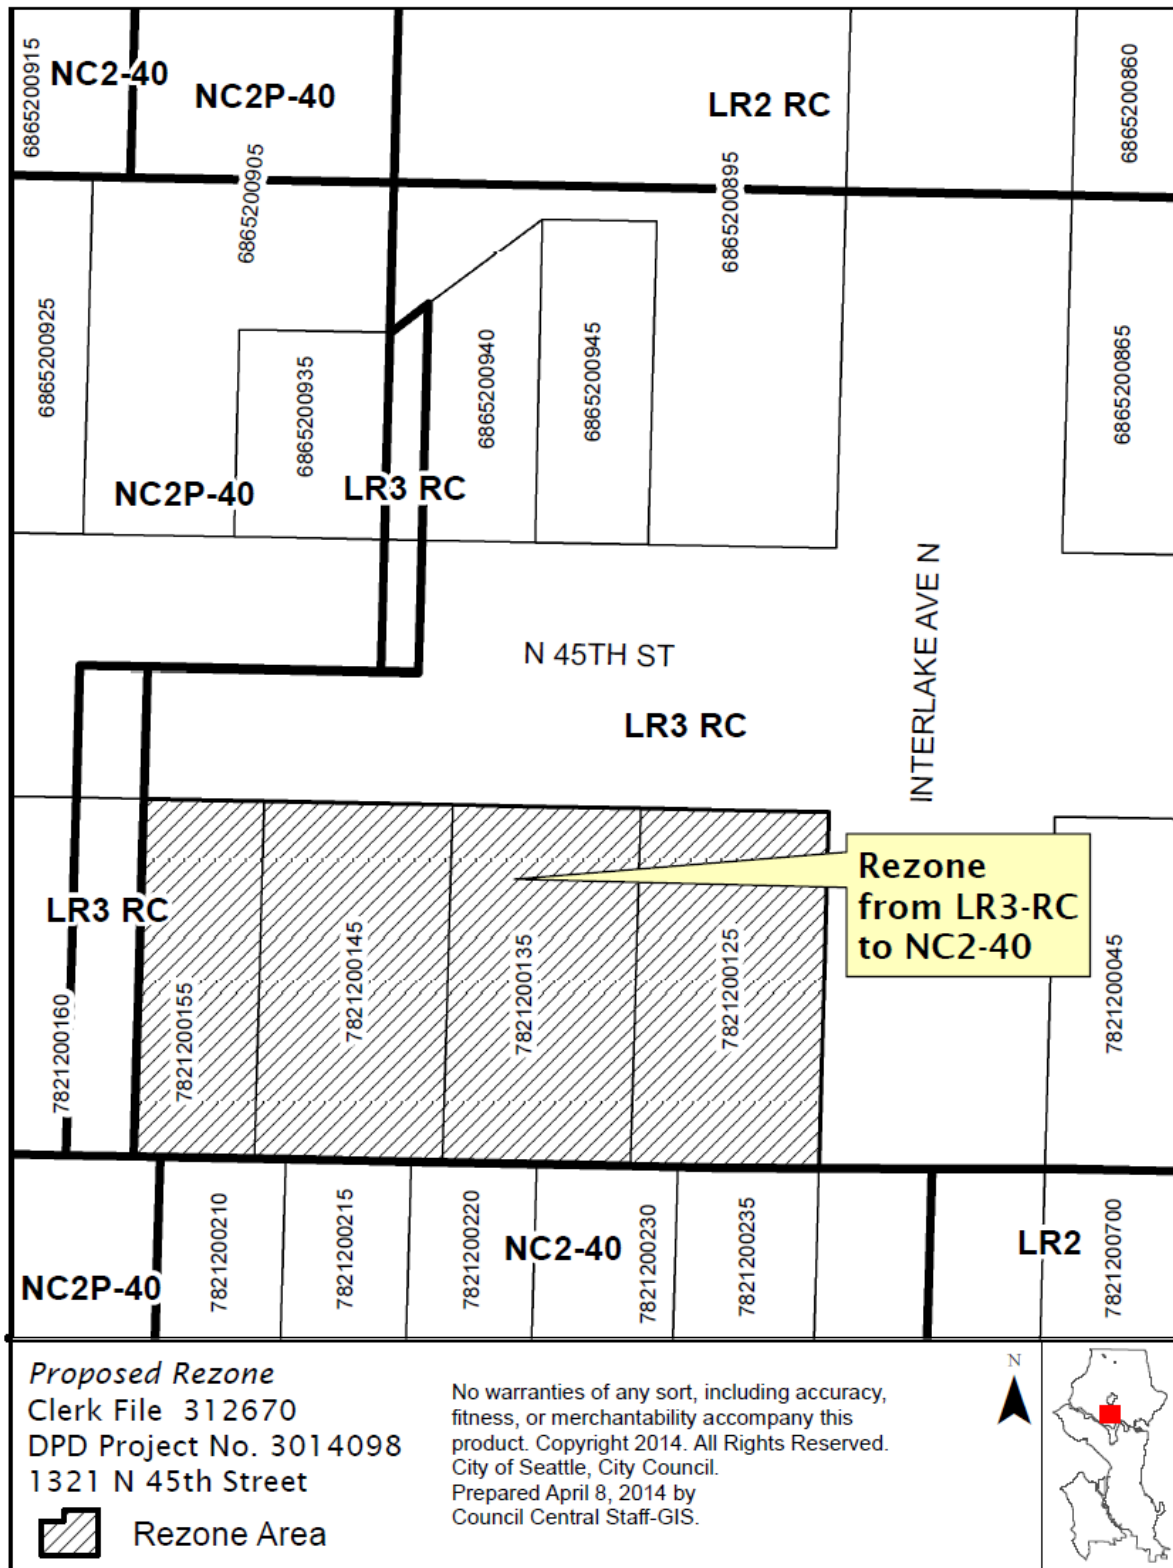 6865200915
NC2-40
NC2P-40
LR2 RC
6865200860
6865200905
6865200895
6865200925
6865200935
6865200940
6865200945
6865200865
NC2P-40
LR3 RC
N 45TH ST
INTERLAKE AVE N
LR3 RC
Rezone
from LR3-RC
to NC2-40
LR3 RC
7821200160
7821200155
7821200145
7821200135
7821200125
7821200045
NC2P-40
7821200210
7821200215
7821200220
NC2-40
7821200230
7821200235
LR2
7821200700
Proposed Rezone
Clerk File 312670
DPD Project No. 3014098
1321 N 45th Street
Rezone Area
No warranties of any sort, including accuracy,
fitness, or merchantability accompany this
product. Copyright 2014. All Rights Reserved.
City of Seattle, City Council.
Prepared April 8, 2014 by
Council Central Staff-GIS.
N